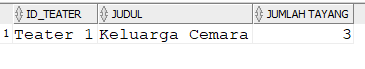 ID_TEATER JUDUL JUMLAH TAYANG
1 Teater 1 Keluarga Cemara 3